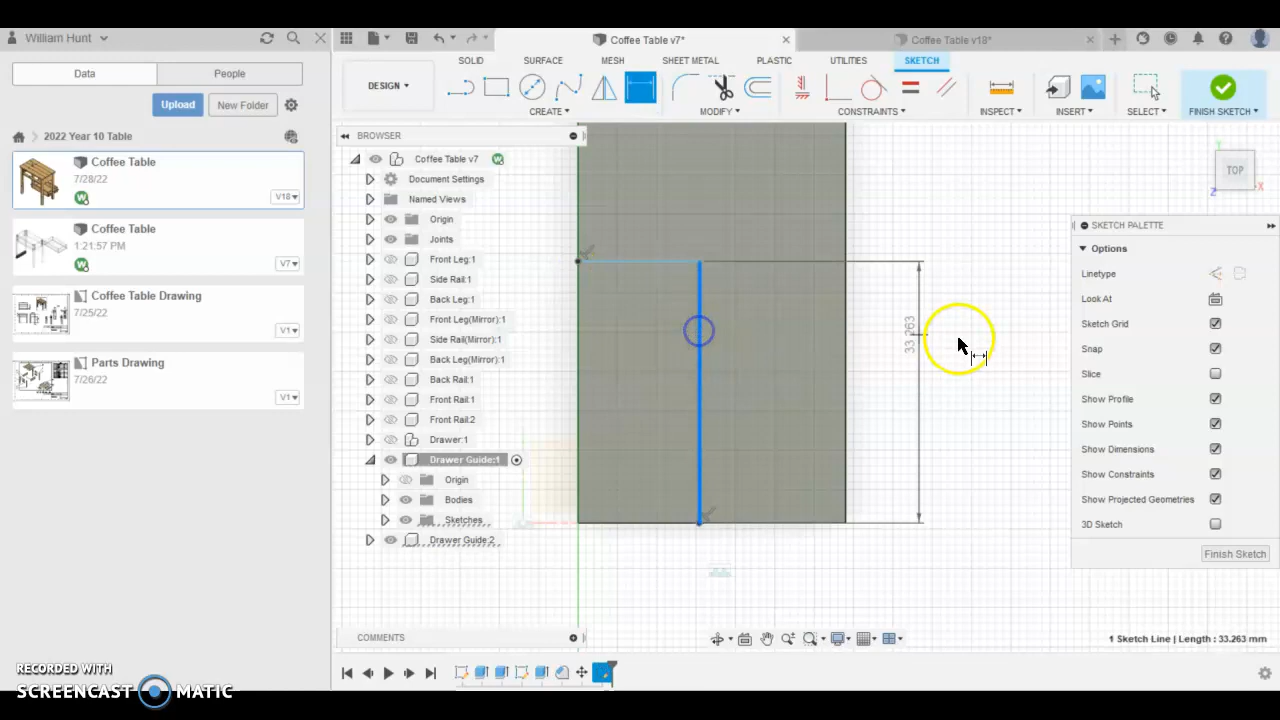 William Hunt
Coffee Table v7*
Coffee Table v18*
Data
People
Upload
New Folder
2022 Year 10 Table
Coffee Table
7/28/22
V18
Coffee Table
1:21:57 PM
V7
Coffee Table Drawing
7/25/22
V1
Parts Drawing
7/26/22
V1
DESIGN
SOLID
SURFACE
MESH
SHEET METAL
PLASTIC
UTILITIES
SKETCH
CREATE
MODIFY
CONSTRAINTS
INSPECT
INSERT
SELECT
FINISH SKETCH
BROWSER
Coffee Table v7
Document Settings
Named Views
Origin
Joints
Front Leg:1
Side Rail:1
Back Leg:1
Front Leg(Mirror):1
Side Rail(Mirror):1
Back Leg(Mirror):1
Back Rail:1
Front Rail:1
Front Rail:2
Drawer:1
Drawer Guide:1
Origin
Bodies
Sketches
Drawer Guide:2
33.263
TOP
Y
X
Z
SKETCH PALETTE
Options
Linetype
Look At
Sketch Grid
Snap
Slice
Show Profile
Show Points
Show Dimensions
Show Constraints
Show Projected Geometries
3D Sketch
Finish Sketch
COMMENTS
1 Sketch Line | Length : 33.263 mm
RECORDED WITH
SCREENCAST MATIC